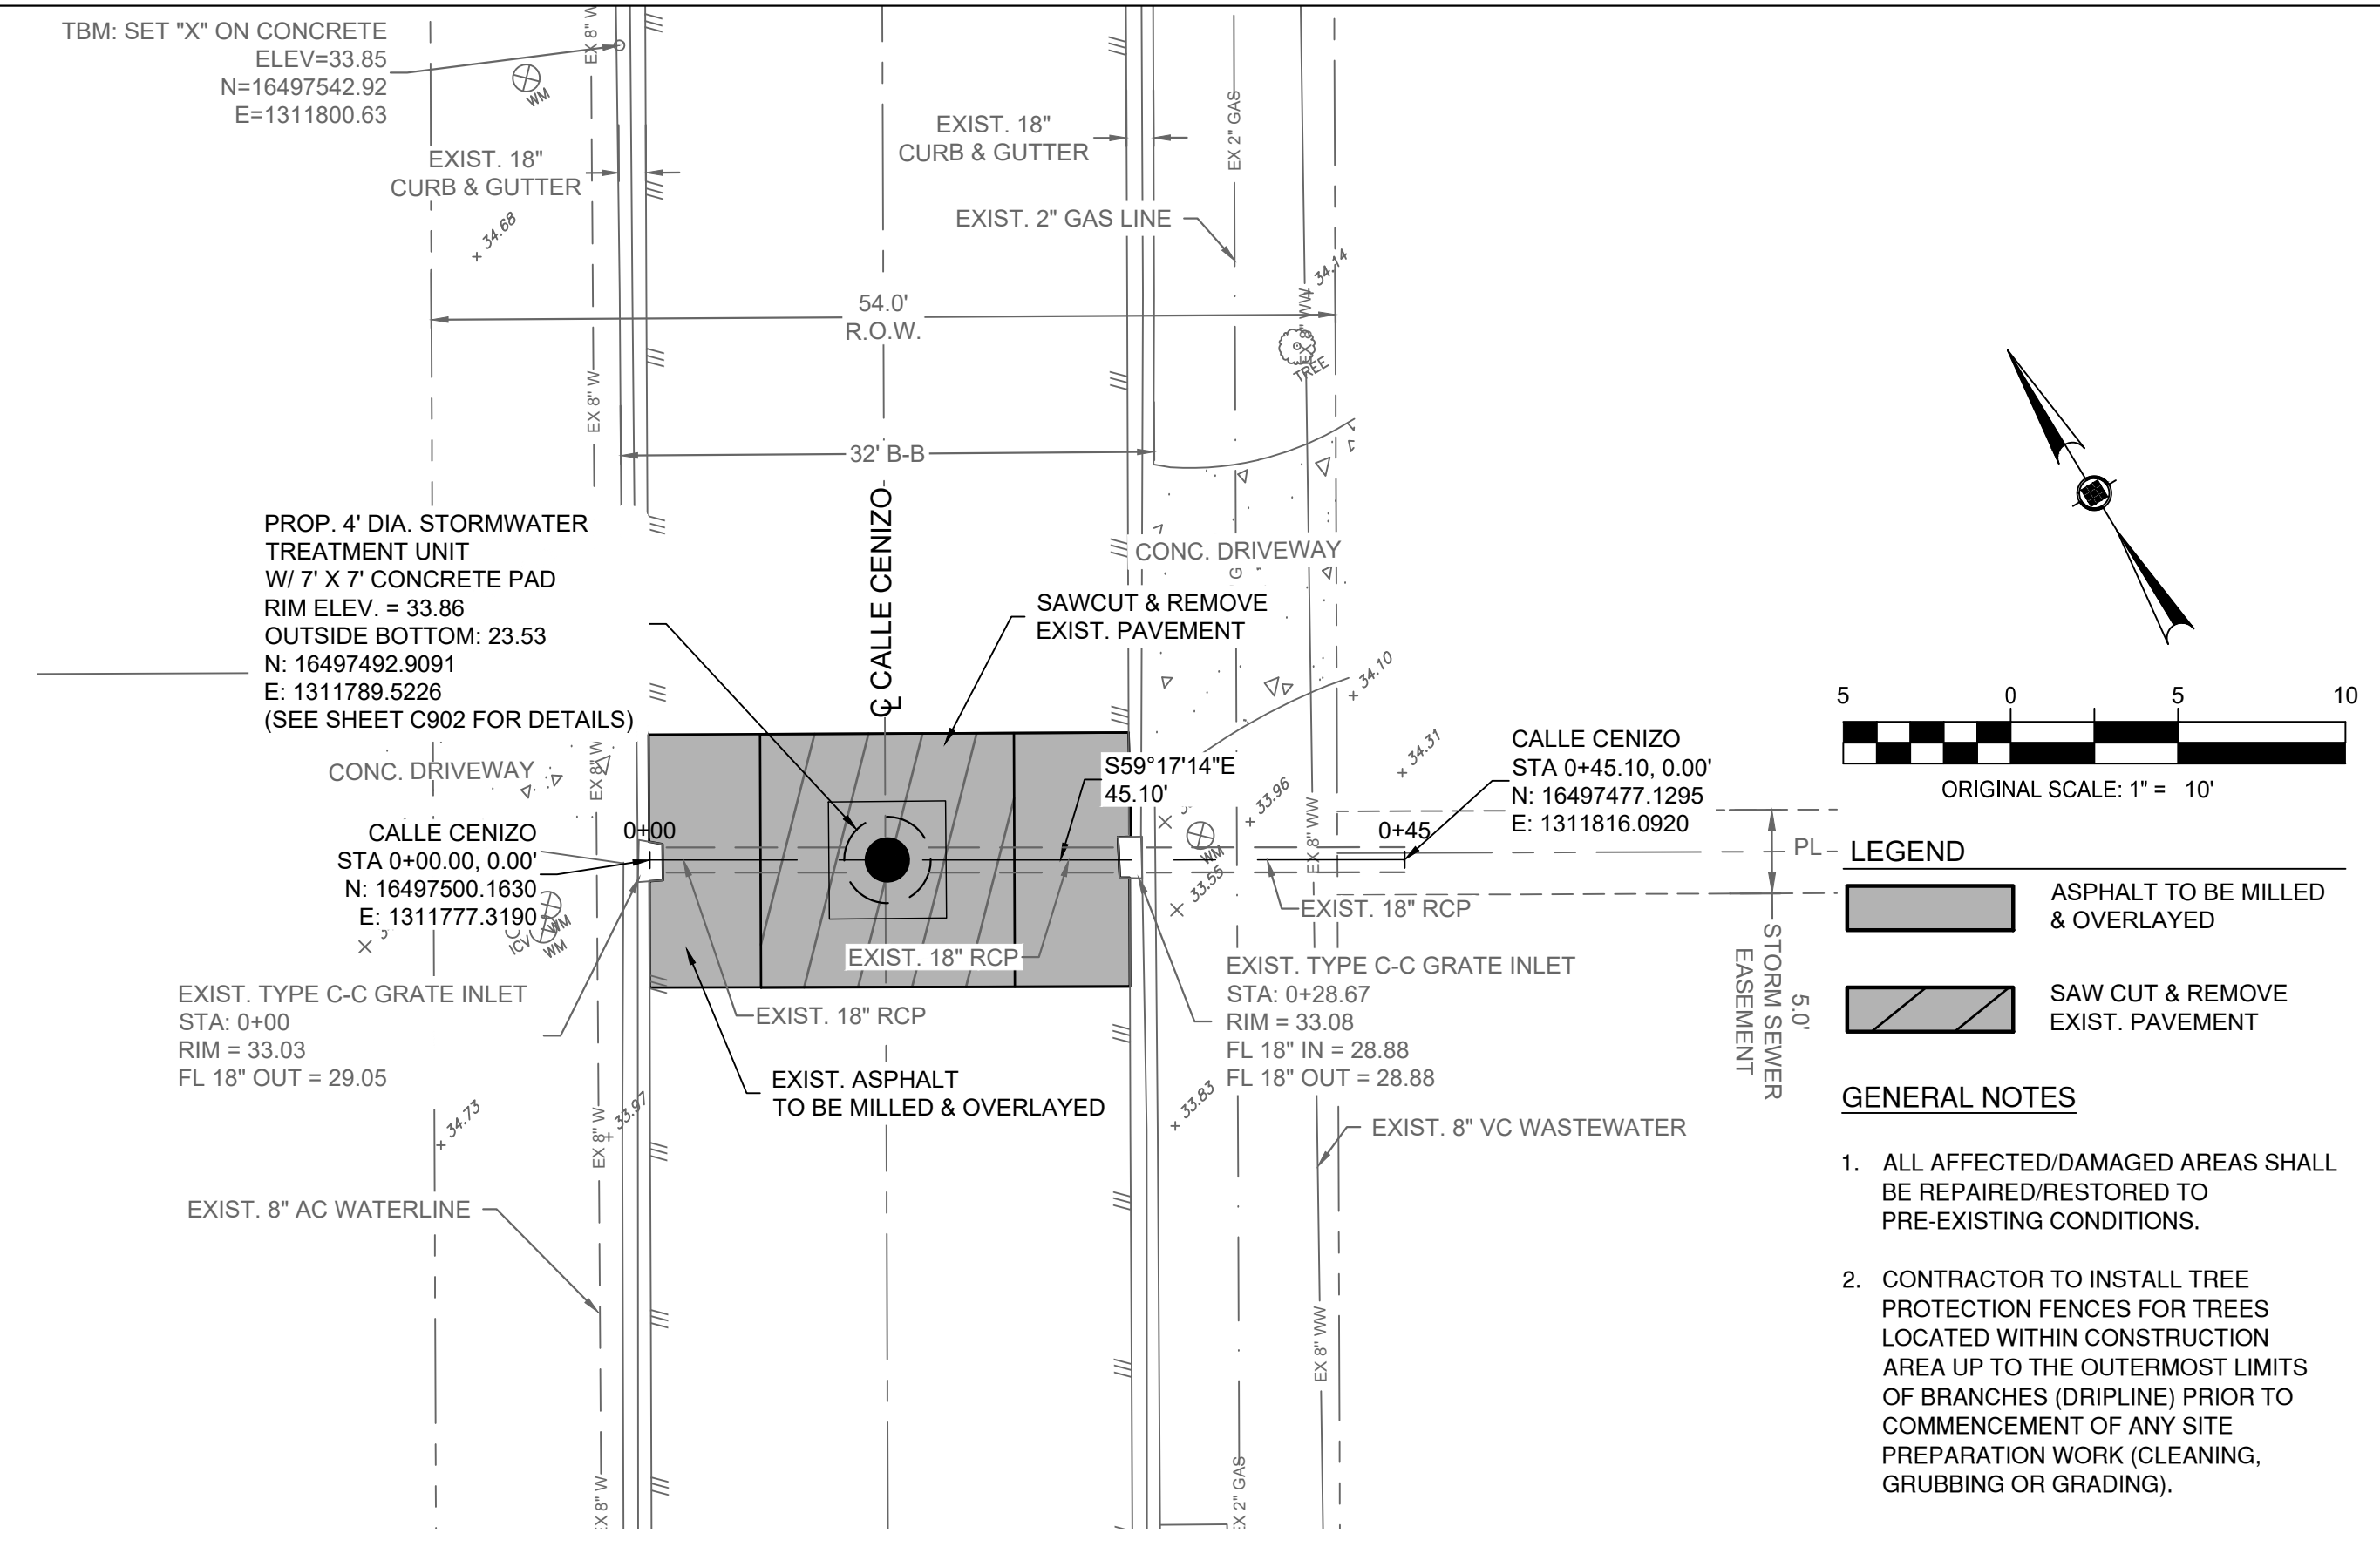 TBM: SET "X" ON CONCRETE
ELEV=33.85
N=16497542.92
E=1311800.63
EX 8" W
WM
EXIST. 18"
CURB & GUTTER
EXIST. 18"
CURB & GUTTER
EX 2" GAS
34.68
EXIST. 2" GAS LINE
34.14
54.0'
R.O.W.
EX 8" WW
TREE
EX 8" W
32' B-B
PROP. 4' DIA. STORMWATER
TREATMENT UNIT
W/ 7' X 7' CONCRETE PAD
RIM ELEV. = 33.86
OUTSIDE BOTTOM: 23.53
N: 16497492.9091
E: 1311789.5226
(SEE SHEET C902 FOR DETAILS)
℄ CALLE CENIZO
CONC. DRIVEWAY
G
SAWCUT & REMOVE
EXIST. PAVEMENT
34.10
5 0 5 10
ORIGINAL SCALE: 1" = 10'
CONC. DRIVEWAY
EX 8" W
S59°17'14"E
45.10'
34.31
33.96
CALLE CENIZO
STA 0+45.10, 0.00'
N: 16497477.1295
E: 1311816.0920
CALLE CENIZO
STA 0+00.00, 0.00'
N: 16497500.1630
E: 1311777.3190
0+00
0+45
WM
33.55
EX 8" WW
PL
WM
ICV
WM
EXIST. 18" RCP
EXIST. 18" RCP
EXIST. 18" RCP
5.0'
STORM SEWER
EASEMENT
EXIST. TYPE C-C GRATE INLET
STA: 0+00
RIM = 33.03
FL 18" OUT = 29.05
EXIST. TYPE C-C GRATE INLET
STA: 0+28.67
RIM = 33.08
FL 18" IN = 28.88
FL 18" OUT = 28.88
EXIST. ASPHALT
TO BE MILLED & OVERLAYED
34.73
33.97
33.83
EX 8" W
EXIST. 8" VC WASTEWATER
EXIST. 8" AC WATERLINE
EX 8" WW
X 8" W
X 2" GAS
LEGEND
ASPHALT TO BE MILLED
& OVERLAYED
SAW CUT & REMOVE
EXIST. PAVEMENT
GENERAL NOTES
1. ALL AFFECTED/DAMAGED AREAS SHALL
BE REPAIRED/RESTORED TO
PRE-EXISTING CONDITIONS.
2. CONTRACTOR TO INSTALL TREE
PROTECTION FENCES FOR TREES
LOCATED WITHIN CONSTRUCTION
AREA UP TO THE OUTERMOST LIMITS
OF BRANCHES (DRIPLINE) PRIOR TO
COMMENCEMENT OF ANY SITE
PREPARATION WORK (CLEANING,
GRUBBING OR GRADING).